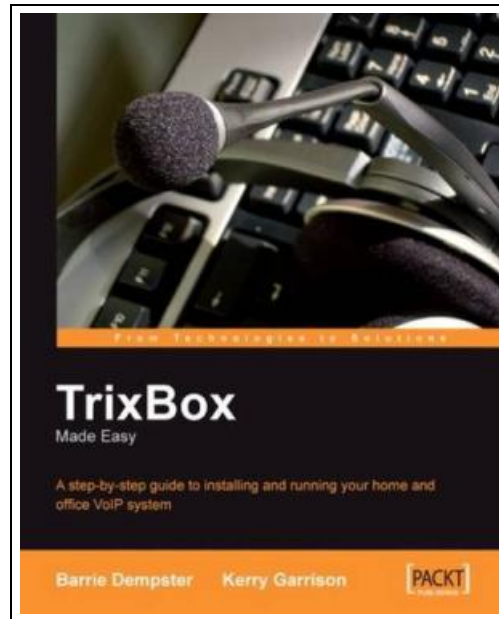 From Technologies to Solutions
TrixBox
Made Easy
A step-by-step guide to installing and running your home and
office VoIP system
Barrie Dempster Kerry Garrison
[PACKT]
PUBLISHING